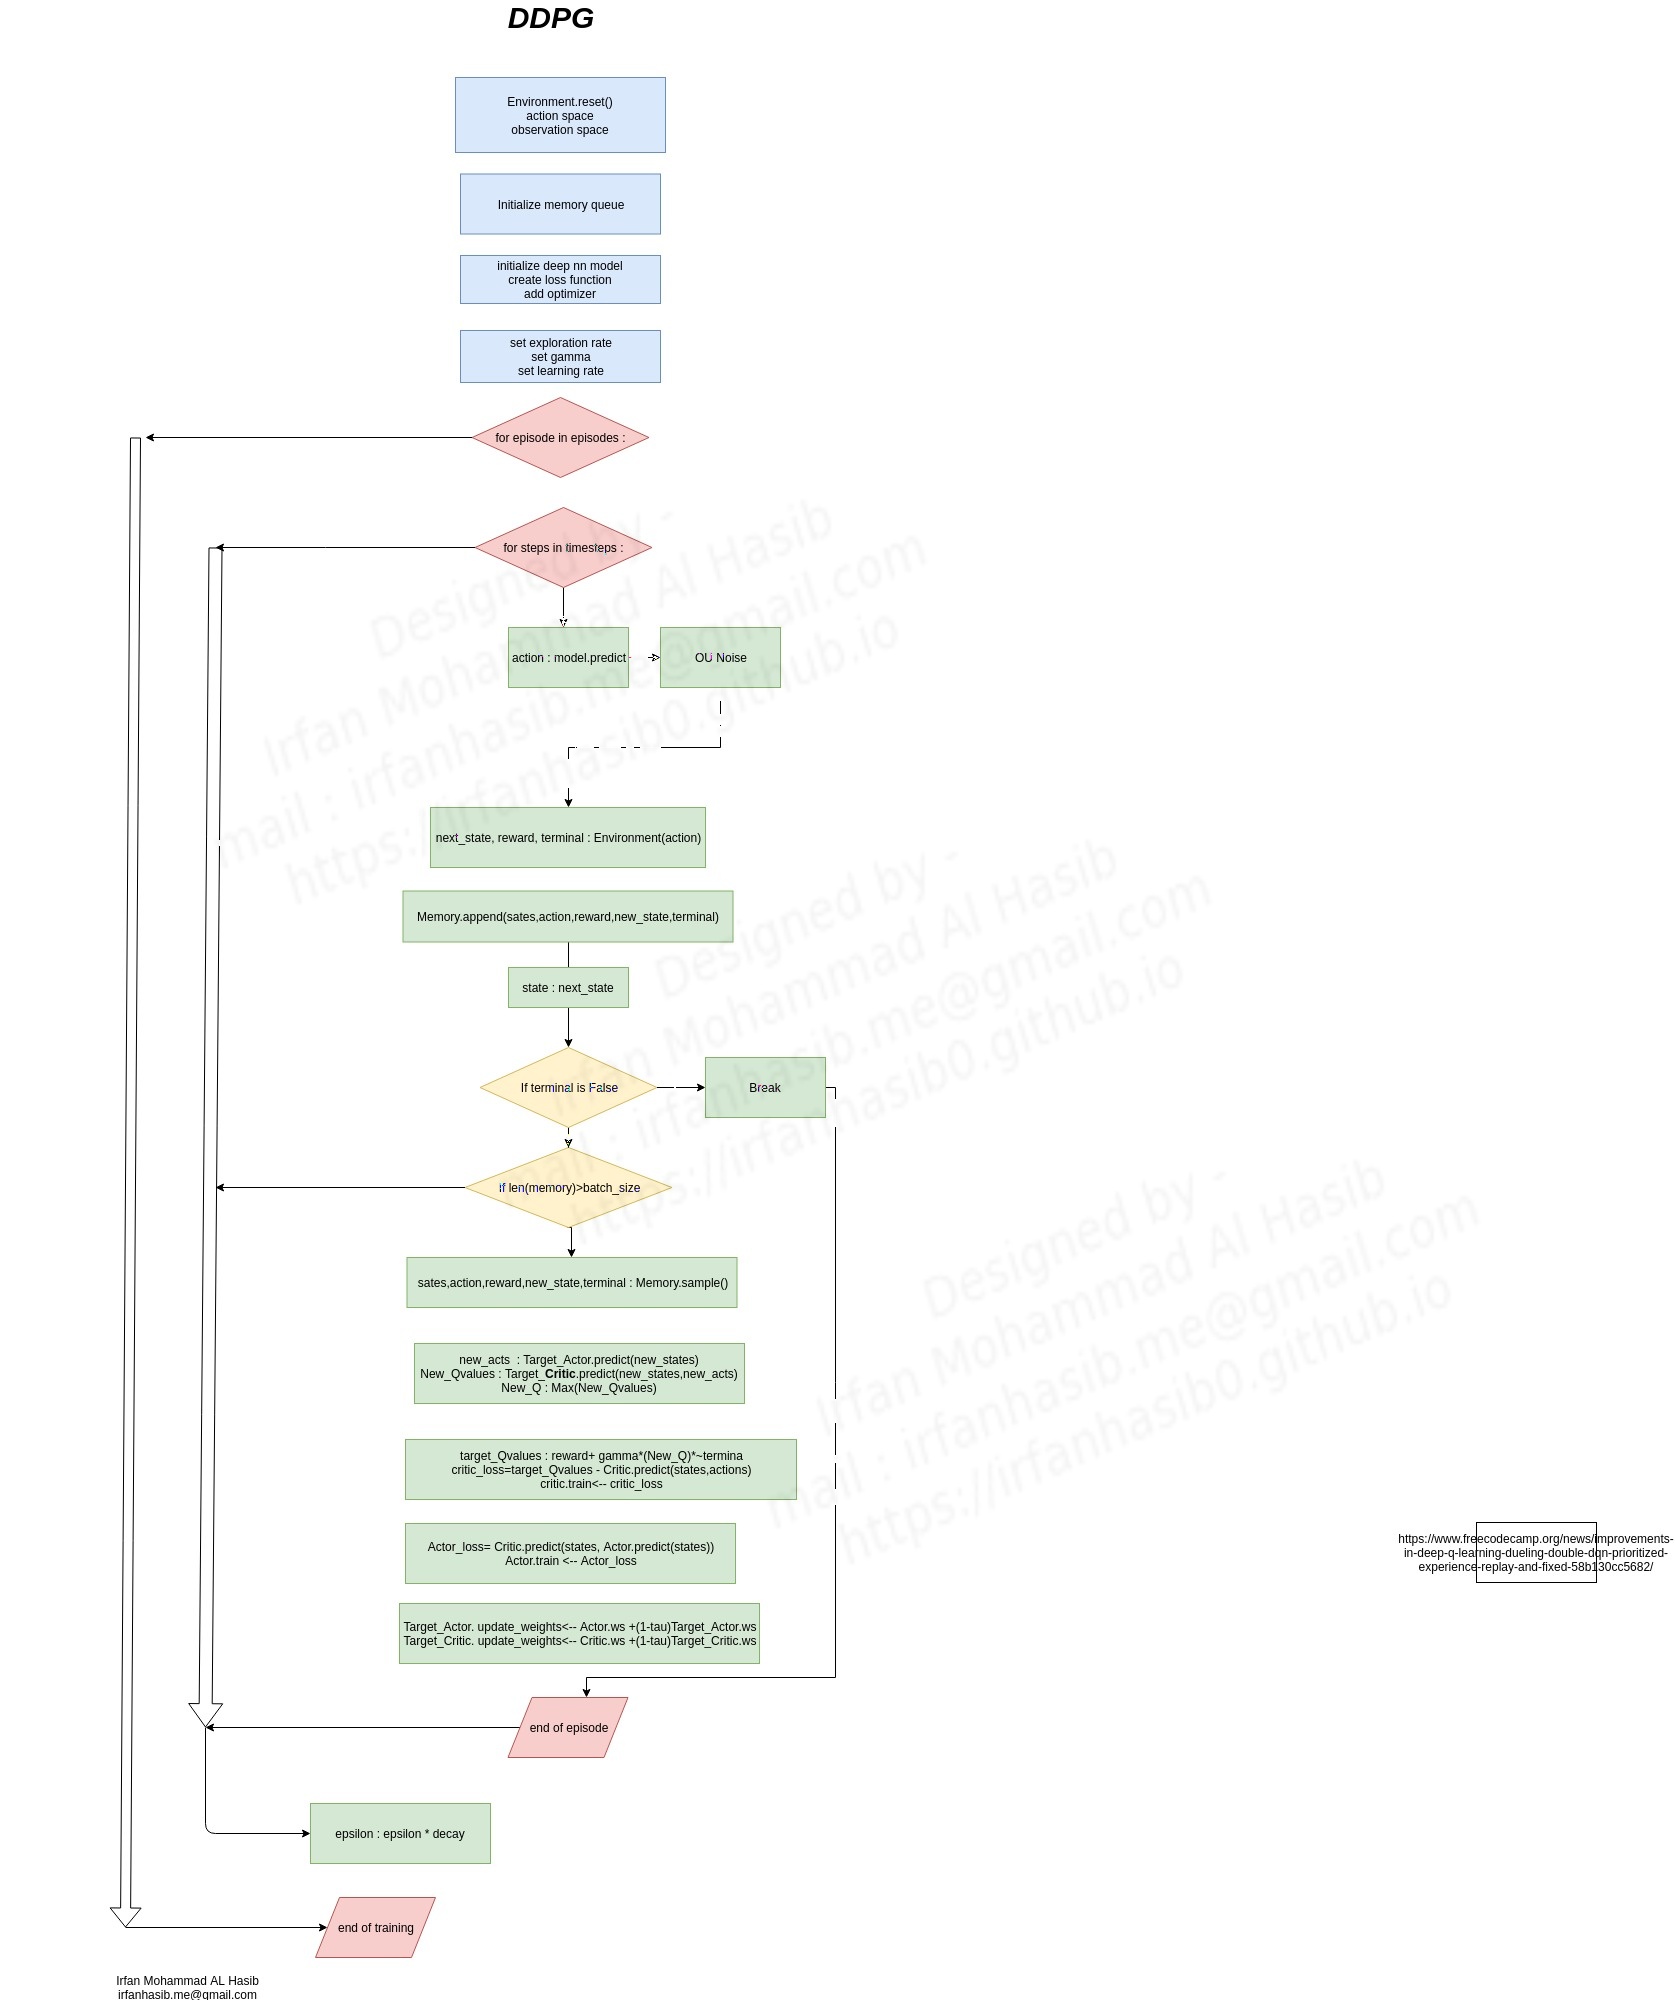 DDPG
Environment.reset()
action space
observation space
Initialize memory queue
initialize deep nn model
create loss function
add optimizer
set exploration rate
set gamma
set learning rate
for episode in episodes :
for steps in timesteps :
action : model.predict
OU Noise
next_state, reward, terminal : Environment(action)
Memory.append(sates,action,reward,new_state,terminal)
state : next_state
If terminal is False
Break
If len(memory)>batch_size
sates,action,reward,new_state,terminal : Memory.sample()
new_acts  : Target_Actor.predict(new_states)
New_Qvalues : Target_Critic.predict(new_states,new_acts)
New_Q : Max(New_Qvalues)
target_Qvalues : reward+ gamma*(New_Q)*~termina
critic_loss=target_Qvalues - Critic.predict(states,actions)
critic.train<-- critic_loss
Actor_loss= Critic.predict(states, Actor.predict(states))
Actor.train <-- Actor_loss
Target_Actor. update_weights<-- Actor.ws +(1-tau)Target_Actor.ws
Target_Critic. update_weights<-- Critic.ws +(1-tau)Target_Critic.ws
end of episode
epsilon : epsilon * decay
end of training
Irfan Mohammad AL Hasib
irfanhasib.me@gmail.com
https://www.freecodecamp.org/news/improvements-
in-deep-q-learning-dueling-double-dqn-prioritized-
experience-replay-and-fixed-58b130cc5682/
Designed by -
Irfan Mohammad Al Hasib
mail : irfanhasib.me@gmail.com
https://irfanhasib0.github.io
Designed by -
Irfan Mohammad Al Hasib
mail : irfanhasib.me@gmail.com
https://irfanhasib0.github.io
Designed by -
Irfan Mohammad Al Hasib
mail : irfanhasib.me@gmail.com
https://irfanhasib0.github.io